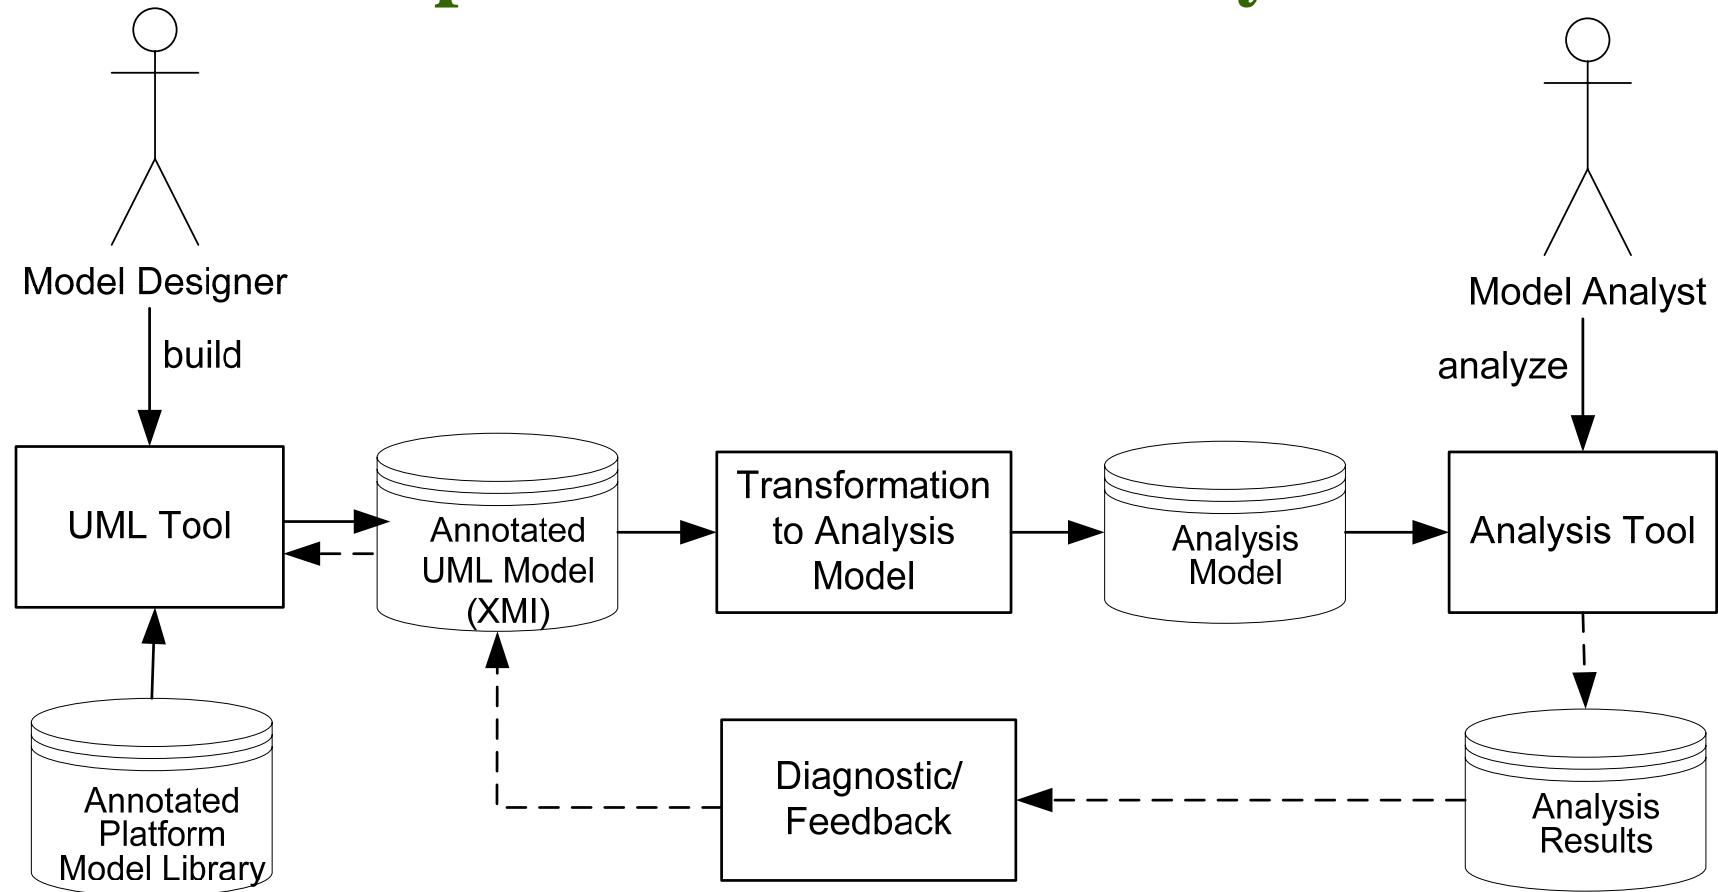 Model Designer
Model Analyst
build
analyze
UML Tool
Annotated
UML Model
(XMI)
Transformation
to Analysis
Model
Analysis
Model
Analysis Tool
Annotated
Platform
Model Library
Diagnostic/
Feedback
Analysis
Results